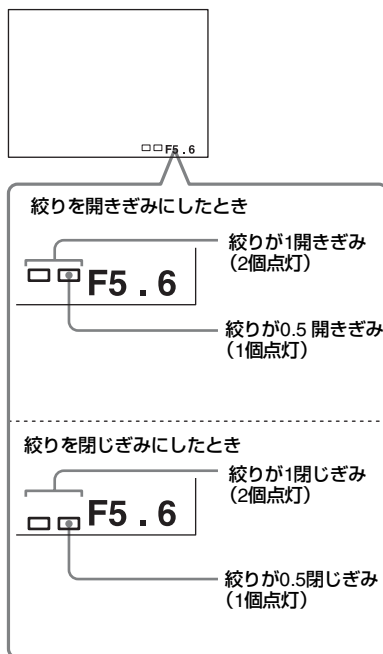 □□F5.6
絞りを開きぎみにしたとき
絞りが1開きぎみ
（2個点灯）
F5.6
絞りが0.5 開きぎみ
（1個点灯）
絞りを閉じぎみにしたとき
絞りが1閉じぎみ
（2個点灯）
F5.6
絞りが0.5閉じぎみ
（1個点灯）